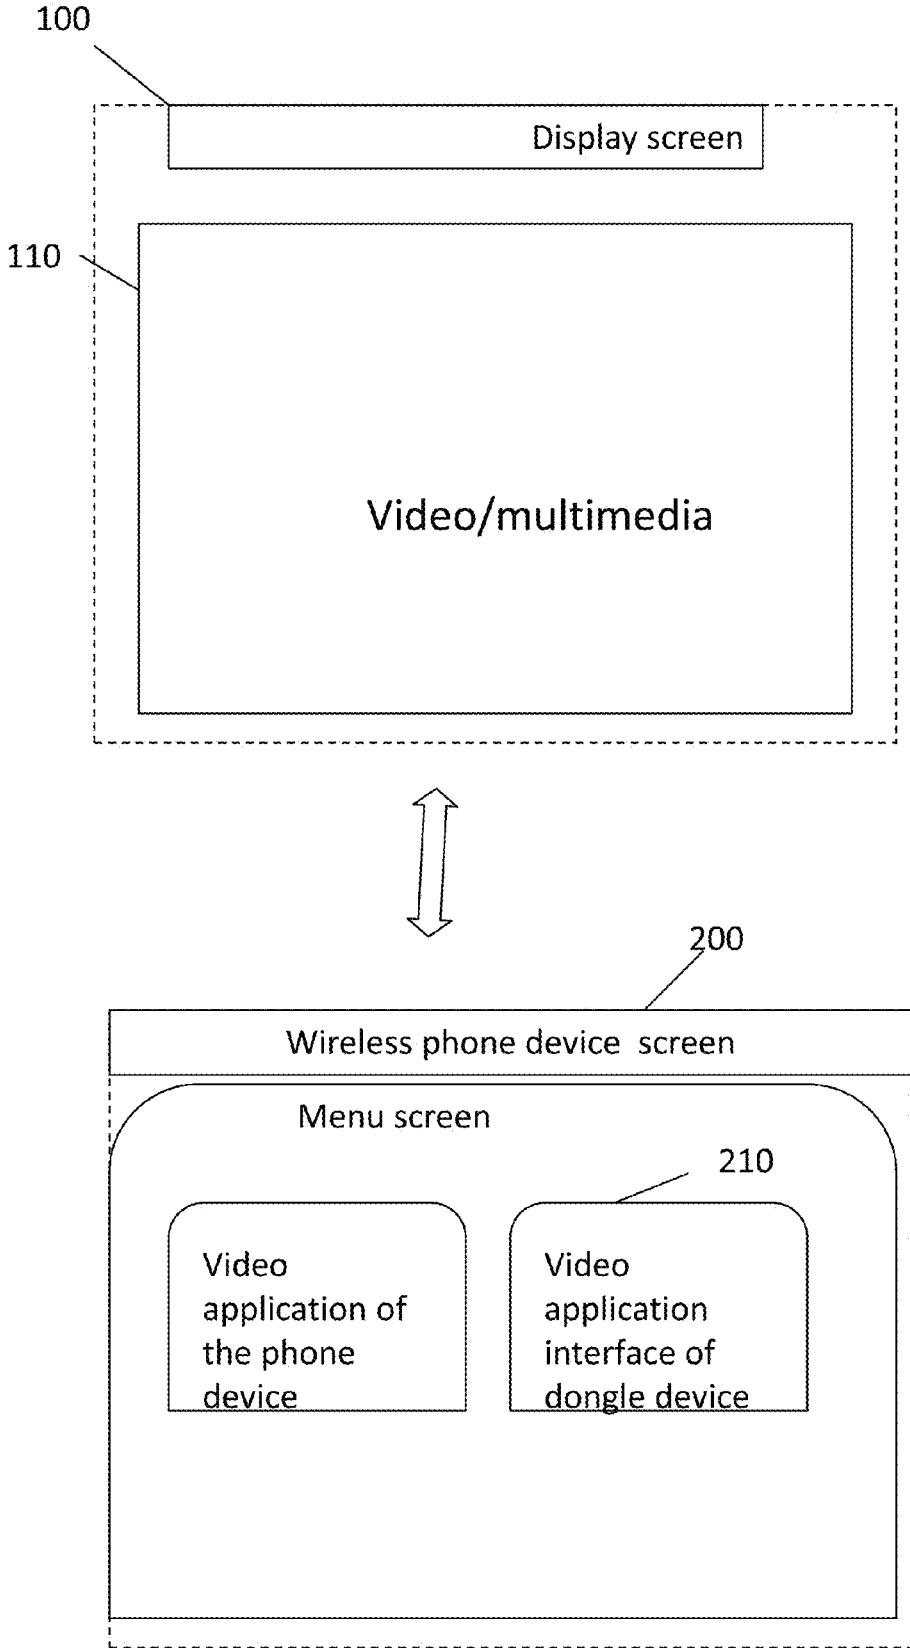 100
Display screen
110
Video/multimedia
200
Wireless phone device screen
Menu screen
210
Video
application of
the phone
device
Video
application
interface of
dongle device